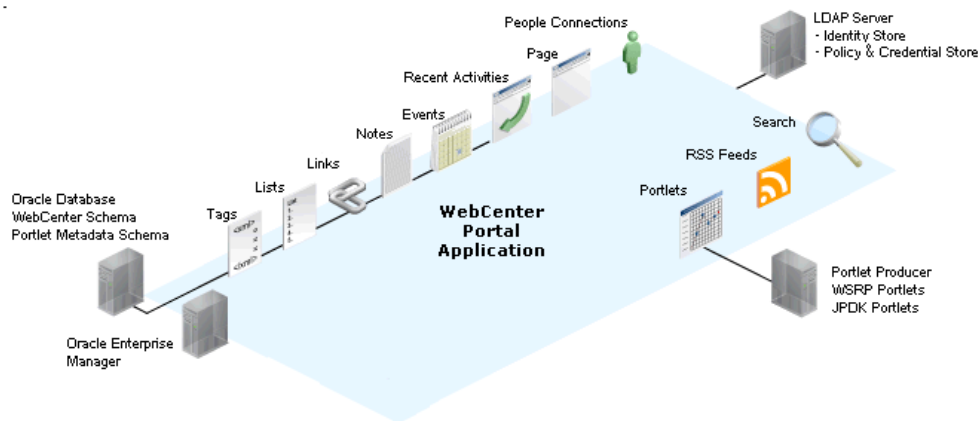 People Connections
LDAP Server
- Identity Store
- Policy & Credential Store
Page
Recent Activities
Events
Notes
Search
Links
RSS Feeds
Lists
Portlets
Oracle Database
WebCenter Schema
Portlet Metadata Schema
Tags
WebCenter
Portal
Application
Portlet Producer
WSRP Portlets
JPDK Portlets
Oracle Enterprise
Manager